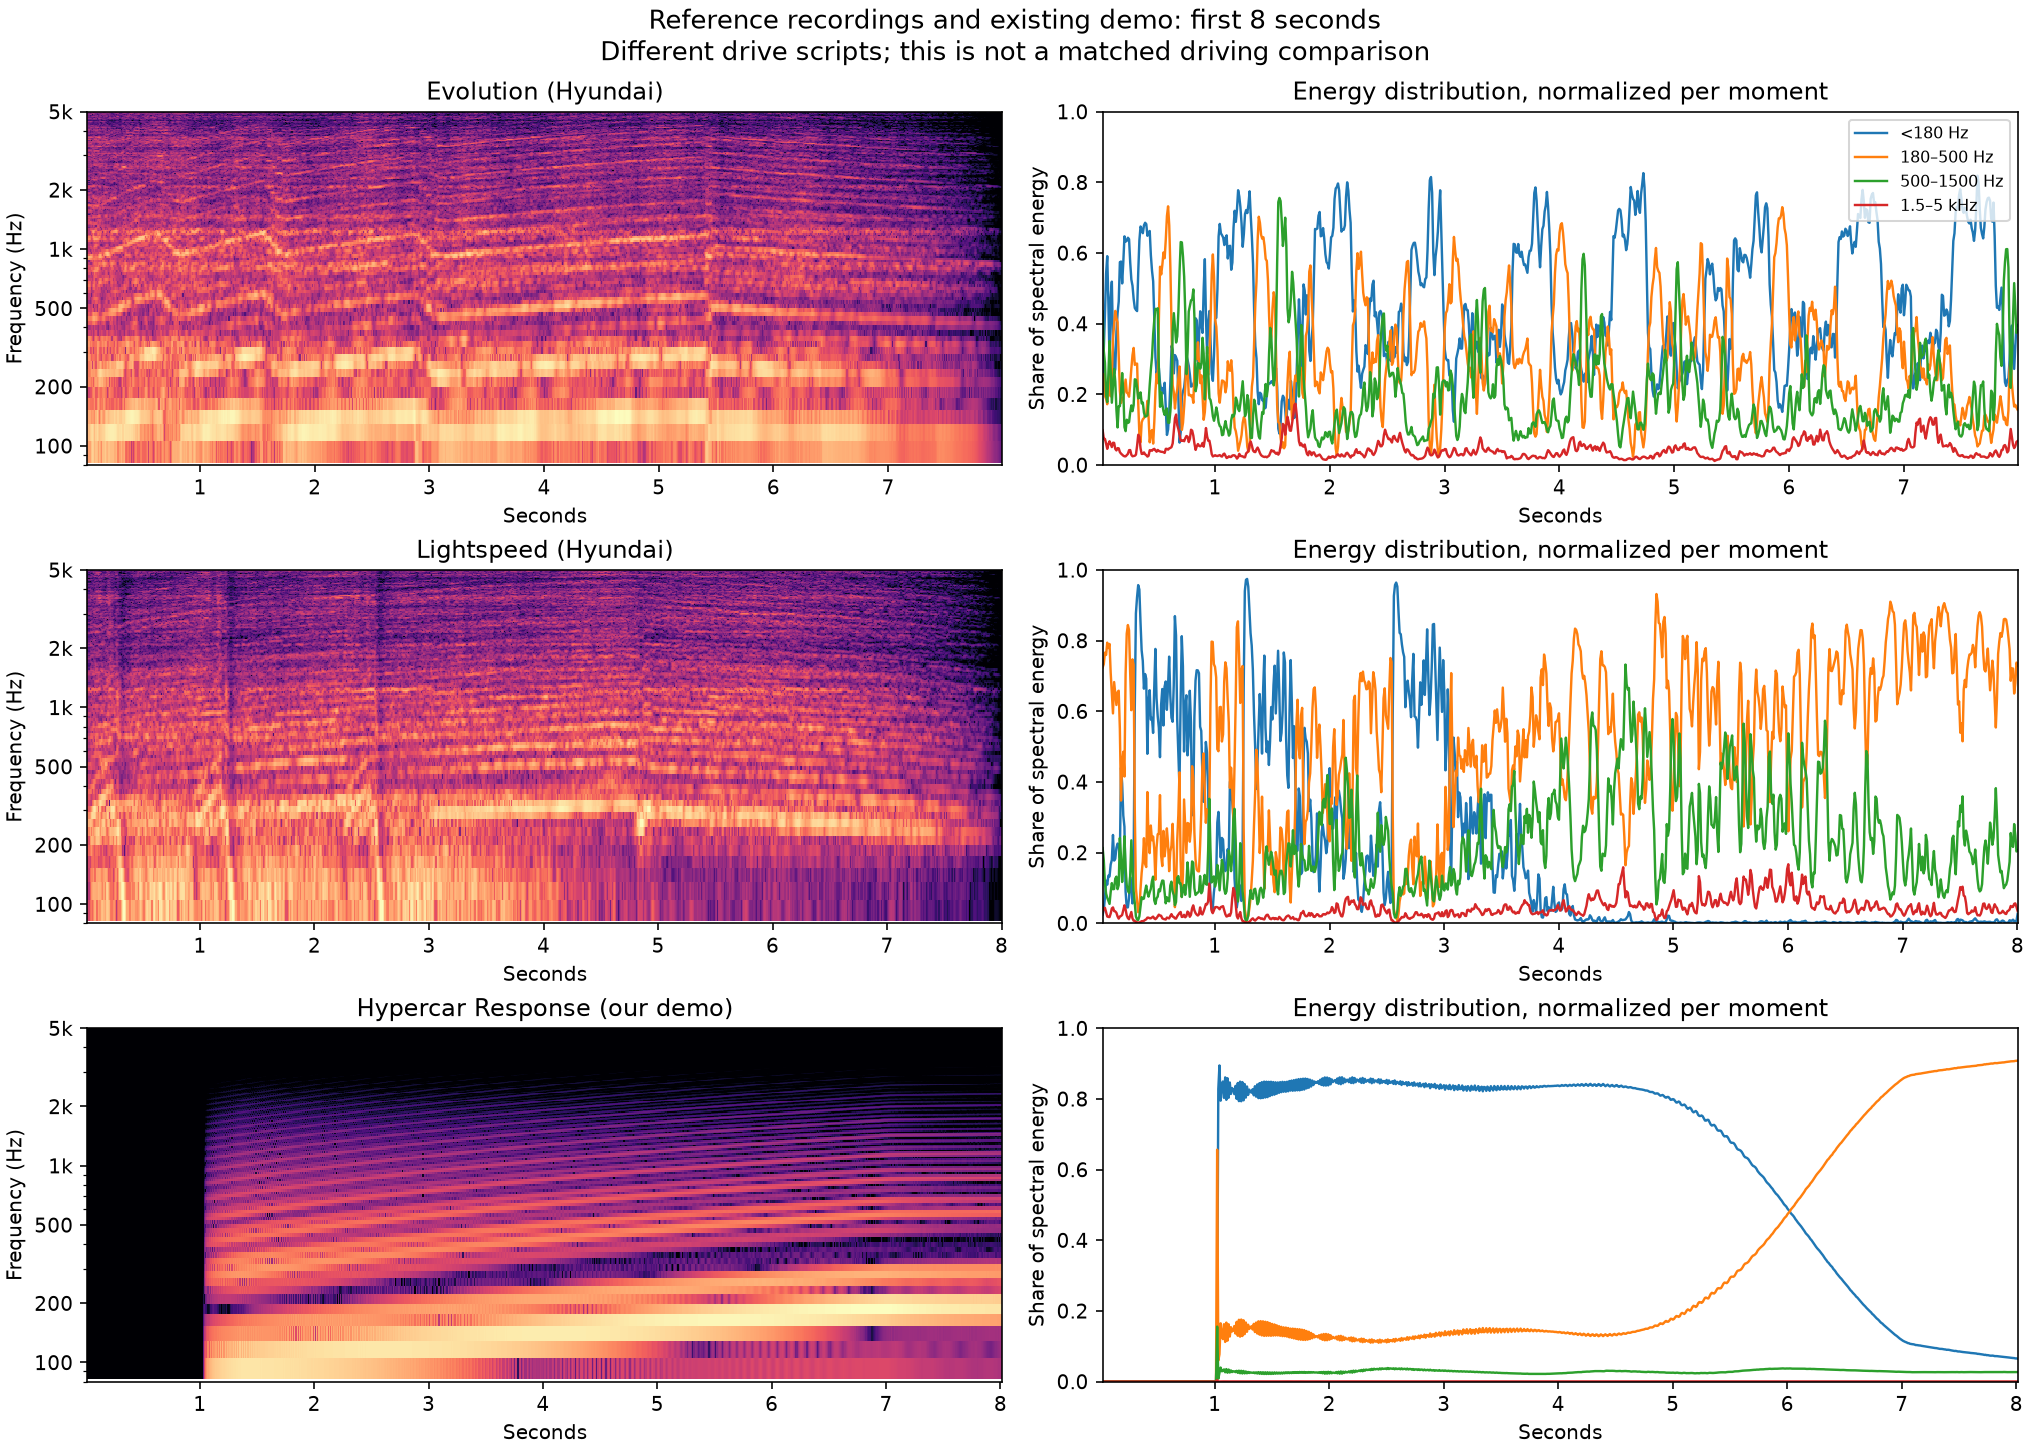 Reference recordings and existing demo: first 8 seconds
Different drive scripts; this is not a matched driving comparison
Evolution (Hyundai)
5k
2k
1k
500
200
100
Frequency (Hz)
1 2 3 4 5 6 7
Seconds
Energy distribution, normalized per moment
1.0
0.8
0.6
0.4
0.2
0.0
Share of spectral energy
<180 Hz
180–500 Hz
500–1500 Hz
1.5–5 kHz
1 2 3 4 5 6 7
Seconds
Lightspeed (Hyundai)
5k
2k
1k
500
200
100
Frequency (Hz)
1 2 3 4 5 6 7 8
Seconds
Energy distribution, normalized per moment
1.0
0.8
0.6
0.4
0.2
0.0
Share of spectral energy
1 2 3 4 5 6 7 8
Seconds
Hypercar Response (our demo)
5k
2k
1k
500
200
100
Frequency (Hz)
1 2 3 4 5 6 7 8
Seconds
Energy distribution, normalized per moment
1.0
0.8
0.6
0.4
0.2
0.0
Share of spectral energy
1 2 3 4 5 6 7 8
Seconds